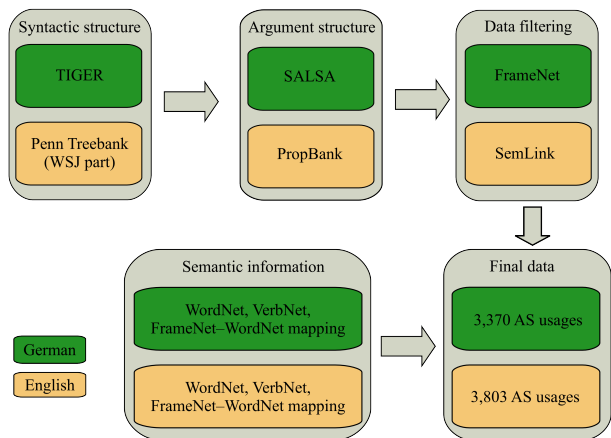 Syntactic structure
TIGER
Penn Treebank
(WSJ part)
Argument structure
SALSA
PropBank
Data filtering
FrameNet
SemLink
Semantic information
WordNet, VerbNet,
FrameNet–WordNet mapping
WordNet, VerbNet,
FrameNet–WordNet mapping
Final data
3,370 AS usages
3,803 AS usages
German
English